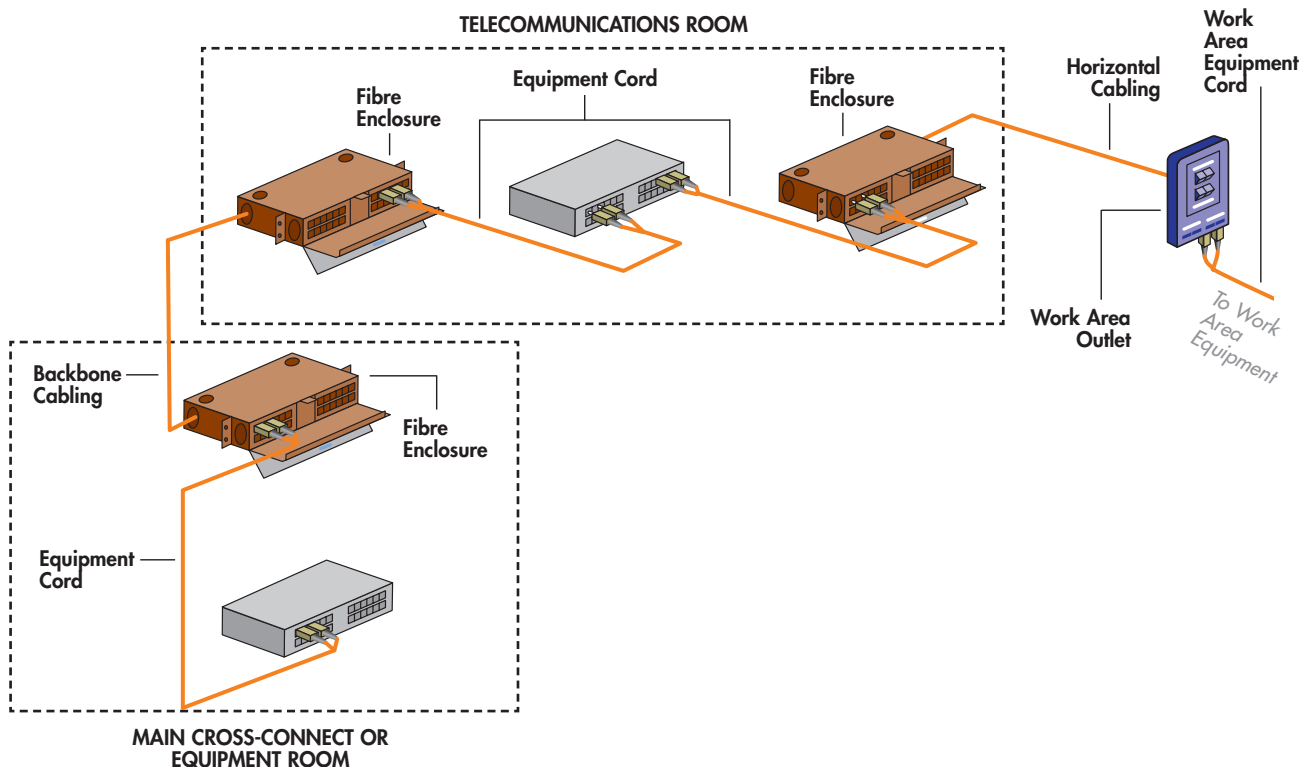 TELECOMMUNICATIONS ROOM
Work
Area
Equipment
Cord
Equipment Cord
Fibre
Enclosure
Fibre
Enclosure
Horizontal
Cabling
Work Area
Outlet
To Work
Area
Equipment
Backbone
Cabling
Fibre
Enclosure
Equipment
Cord
MAIN CROSS-CONNECT OR
EQUIPMENT ROOM